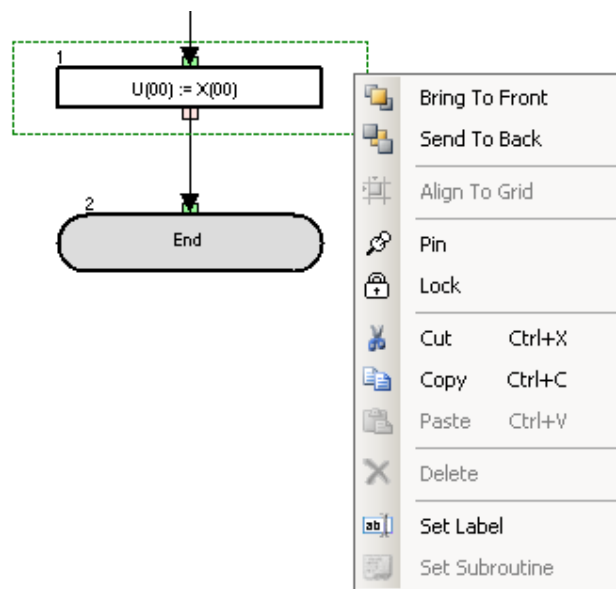 1
U(00) := X(00)
2
End
Bring To Front
Send To Back
Align To Grid
Pin
Lock
Cut Ctrl+X
Copy Ctrl+C
Paste Ctrl+V
Delete
ab Set Label
Set Subroutine